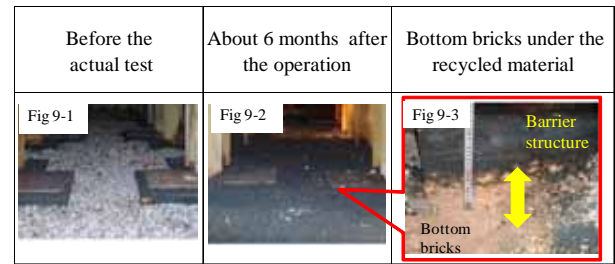 Before the
actual test
About 6 months after
the operation
Bottom bricks under the
recycled material
Fig 9-1
Fig 9-2
Fig 9-3
Barrier
structure
Bottom
bricks